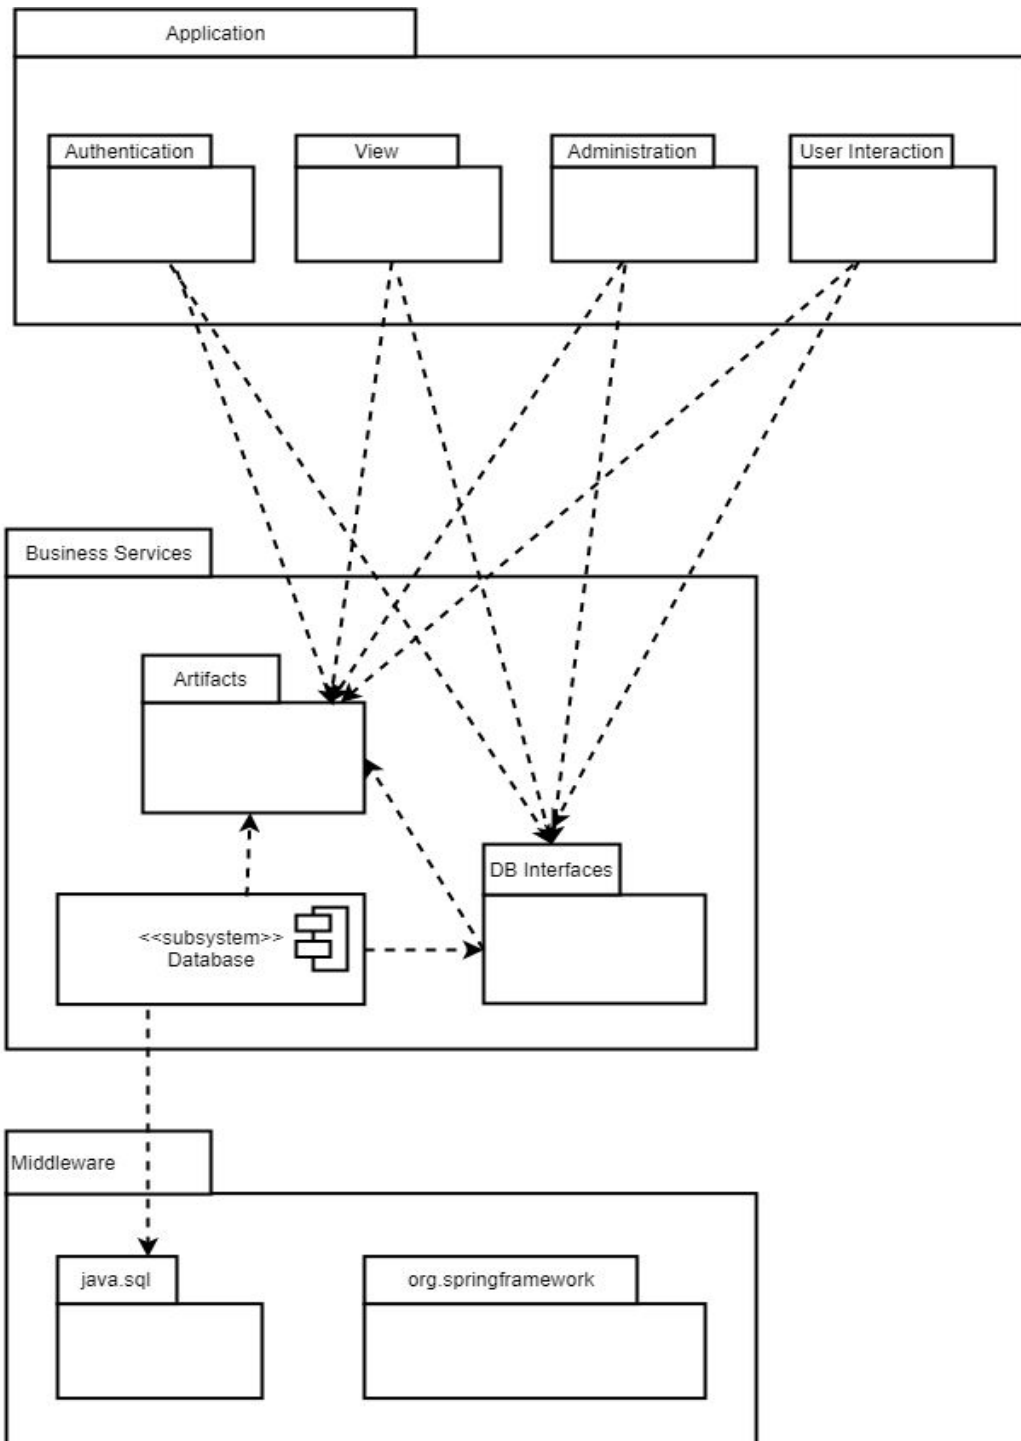 Application
Authentication
View
Administration
User Interaction
Business Services
Artifacts
DB Interfaces
<<subsystem>>
Database
Middleware
java.sql
org.springframework